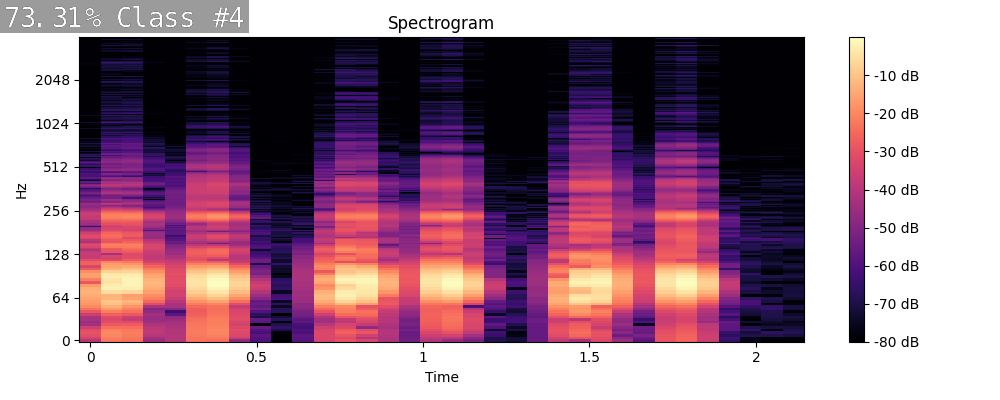 73.31% Class #4
Spectrogram
2048
1024
512
256
128
64
0
Hz
0
0.5
1
1.5
2
Time
-10 dB
-20 dB
-30 dB
-40 dB
-50 dB
-60 dB
-70 dB
-80 dB